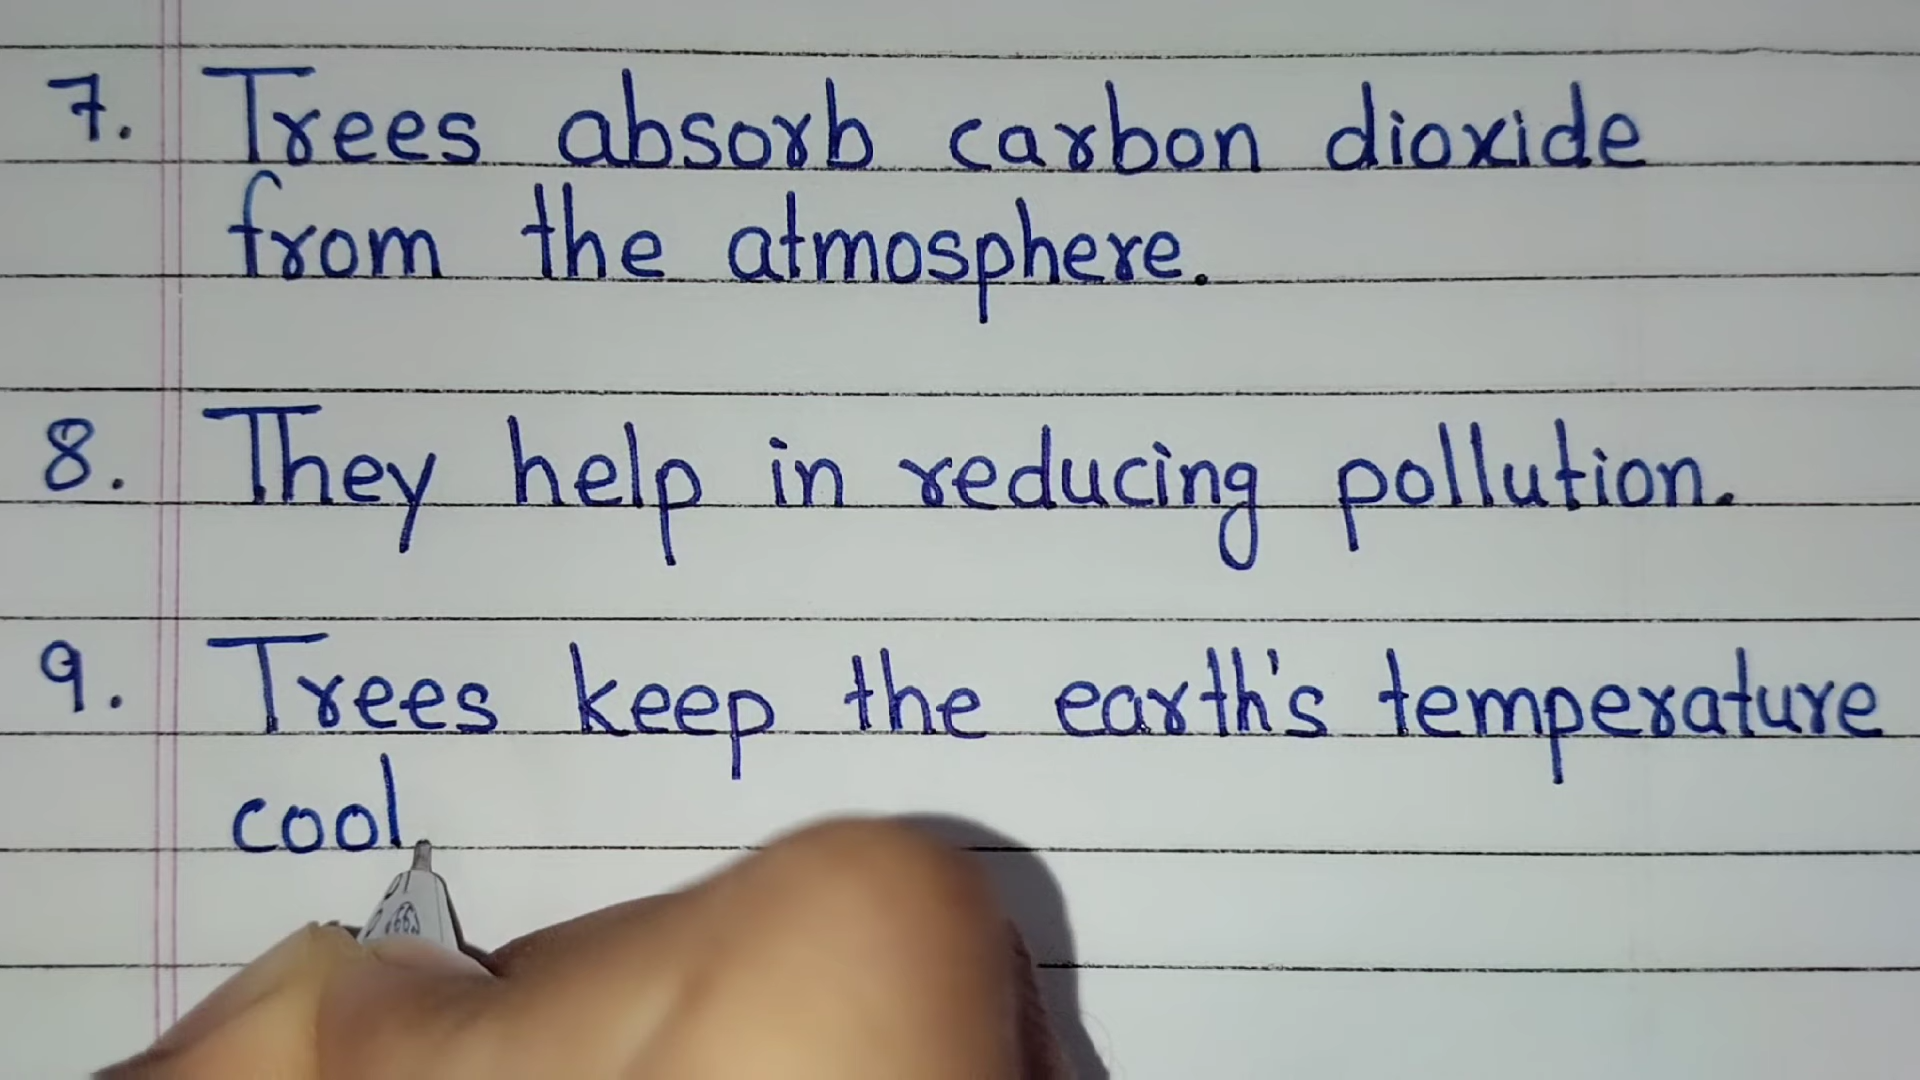 7. Trees absorb carbon dioxide
from the atmosphere.
8. They help in reducing pollution.
9. Trees keep the earth's temperature
cool.